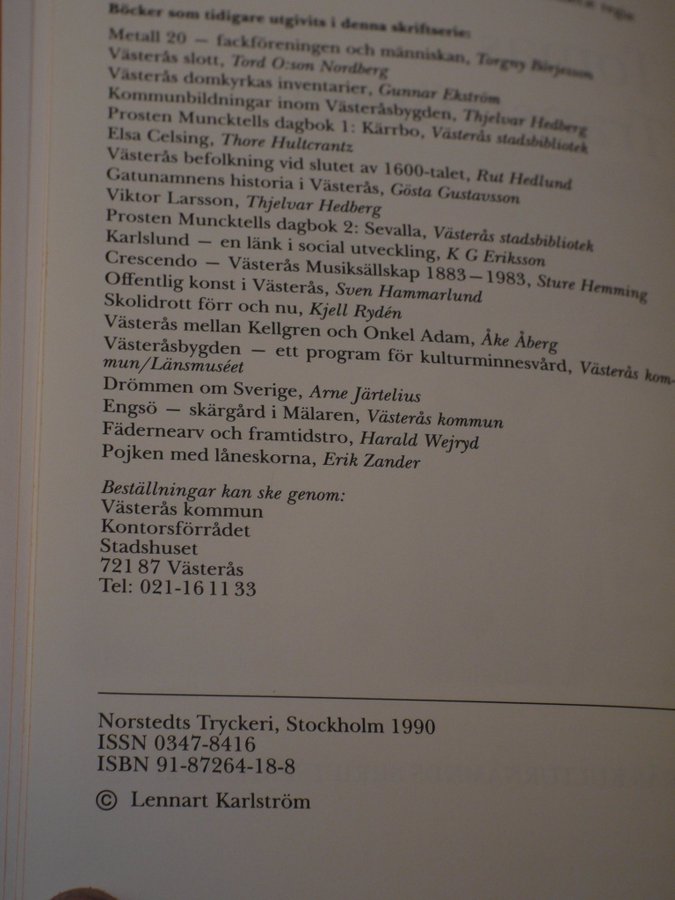 Böcker som tidigare utgivits i denna skriftserie:
Metall 20 — fackföreningen och människan, Torgny Börjesson
Västerås slott, Tord O:son Nordberg
Västerås domkyrkas inventarier, Gunnar Ekström
Kommunbildningar inom Västeråsbygden, Thjelvar Hedberg
Prosten Muncktells dagbok 1: Kärrbo, Västerås stadsbibliotek
Elsa Celsing, Thore Hultcrantz
Västerås befolkning vid slutet av 1600-talet, Rut Hedlund
Gatunamnens historia i Västerås, Gösta Gustavsson
Viktor Larsson, Thjelvar Hedberg
Prosten Muncktells dagbok 2: Sevalla, Västerås stadsbibliotek
Karlslund — en länk i social utveckling, K G Eriksson
Crescendo — Västerås Musiksällskap 1883—1983, Sture Hemming
Offentlig konst i Västerås, Sven Hammarlund
Skolidrott förr och nu, Kjell Rydén
Västerås mellan Kellgren och Onkel Adam, Åke Åberg
Västeråsbygden — ett program för kulturminnesvård, Västerås kom-
mun/Länsmuséet
Drömmen om Sverige, Arne Järtelius
Engsö — skärgård i Mälaren, Västerås kommun
Fädernearv och framtidstro, Harald Wejryd
Pojken med låneskorna, Erik Zander
Beställningar kan ske genom:
Västerås kommun
Kontorsförrådet
Stadshuset
721 87 Västerås
Tel: 021-16 11 33
Norstedts Tryckeri, Stockholm 1990
ISSN 0347-8416
ISBN 91-87264-18-8
© Lennart Karlström